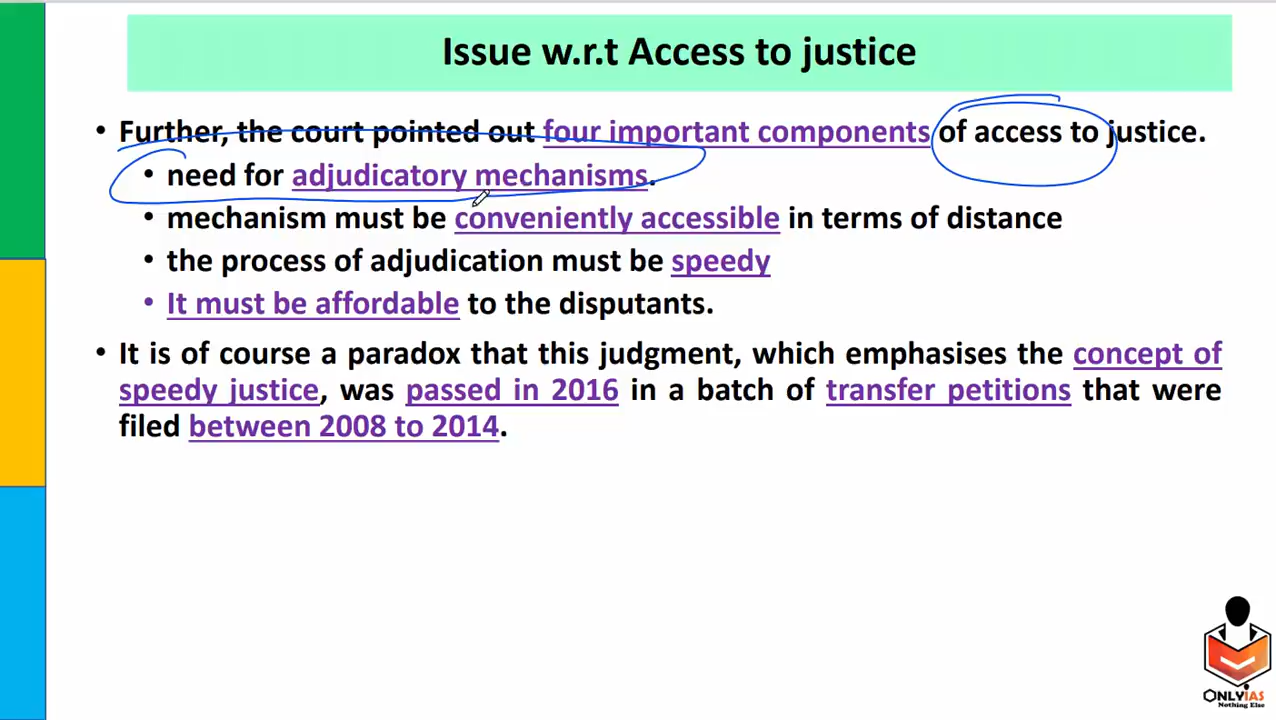 Issue w.r.t Access to justice
• Further, the court pointed out four important components of access to justice.
• need for adjudicatory mechanisms.
• mechanism must be conveniently accessible in terms of distance
• the process of adjudication must be speedy
• It must be affordable to the disputants.
• It is of course a paradox that this judgment, which emphasises the concept of
speedy justice, was passed in 2016 in a batch of transfer petitions that were
filed between 2008 to 2014.
ONLYIAS
Nothing Else